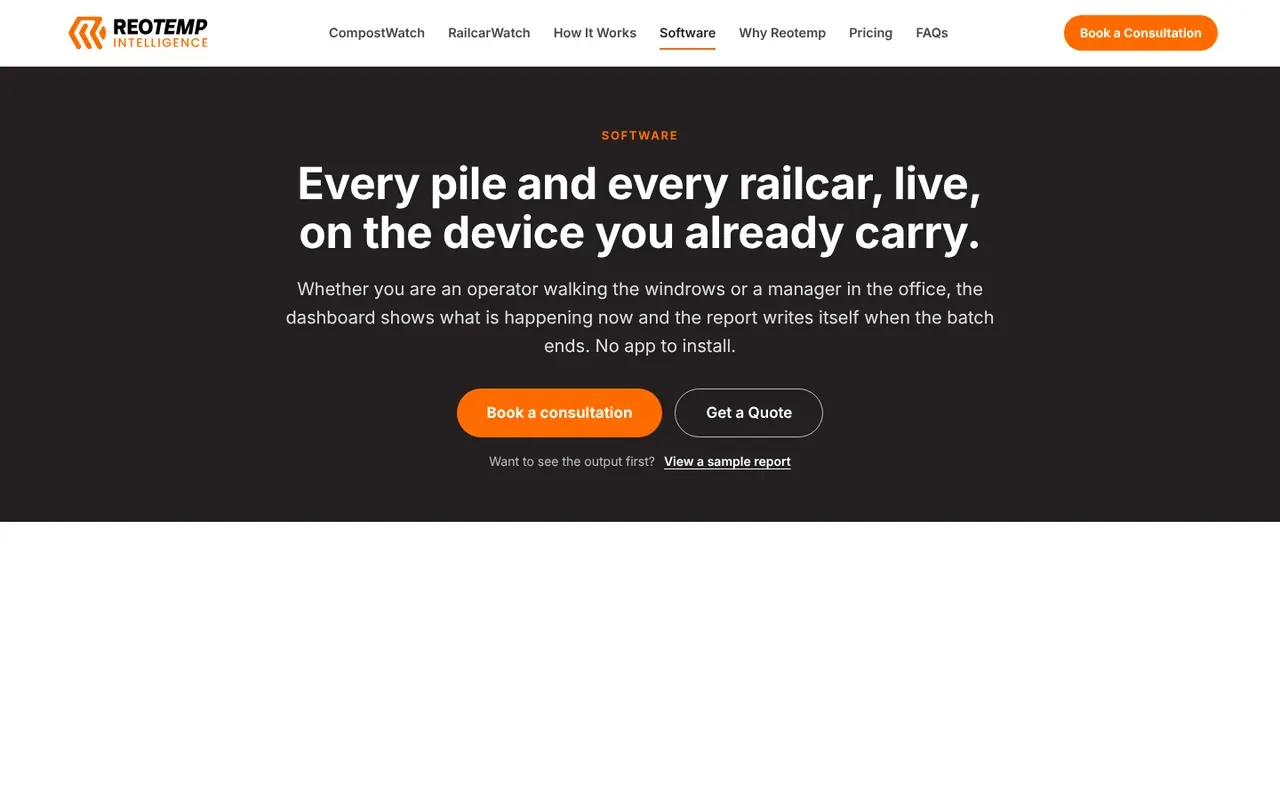 REOTEMP
INTELLIGENCE
CompostWatch
RailcarWatch
How It Works
Software
Why Reotemp
Pricing
FAQs
Book a Consultation
SOFTWARE
Every pile and every railcar, live,
on the device you already carry.
Whether you are an operator walking the windrows or a manager in the office, the
dashboard shows what is happening now and the report writes itself when the batch
ends. No app to install.
Book a consultation
Get a Quote
Want to see the output first? View a sample report